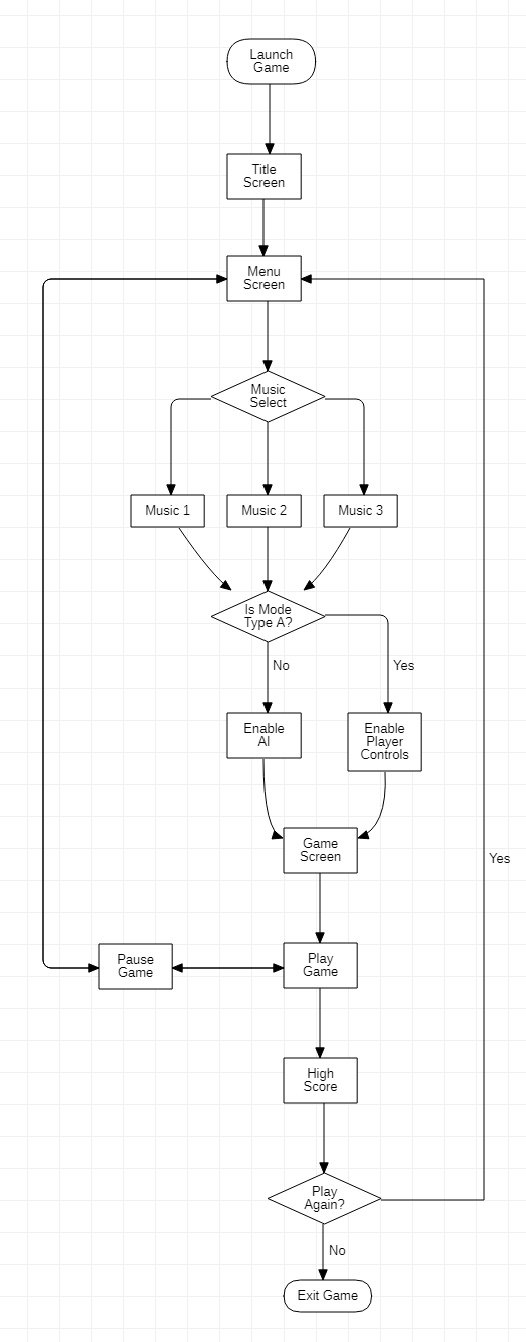 Launch
Game
Title
Screen
Menu
Screen
Music
Select
Music 1
Music 2
Music 3
Is Mode
Type A?
No
Yes
Enable
AI
Enable
Player
Controls
Game
Screen
Yes
Pause
Game
Play
Game
High
Score
Play
Again?
No
Exit Game